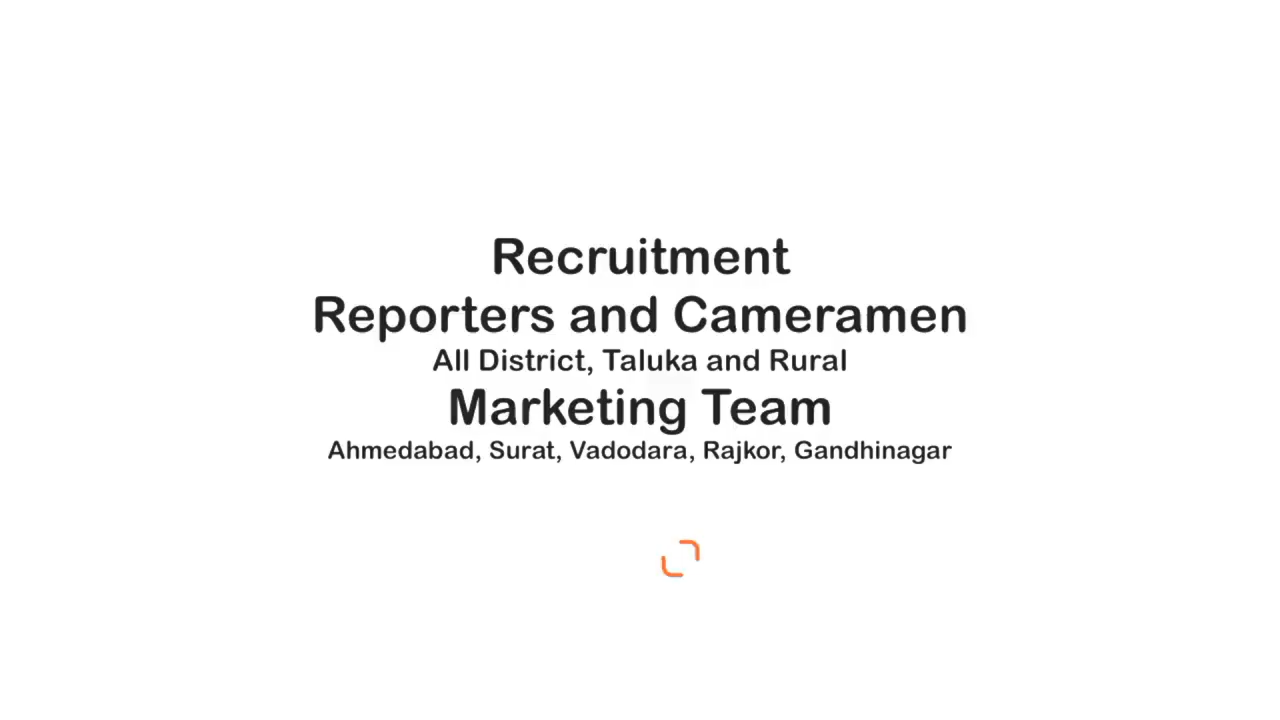 Recruitment
Reporters and Cameramen
All District, Taluka and Rural
Marketing Team
Ahmedabad, Surat, Vadodara, Rajkor, Gandhinagar